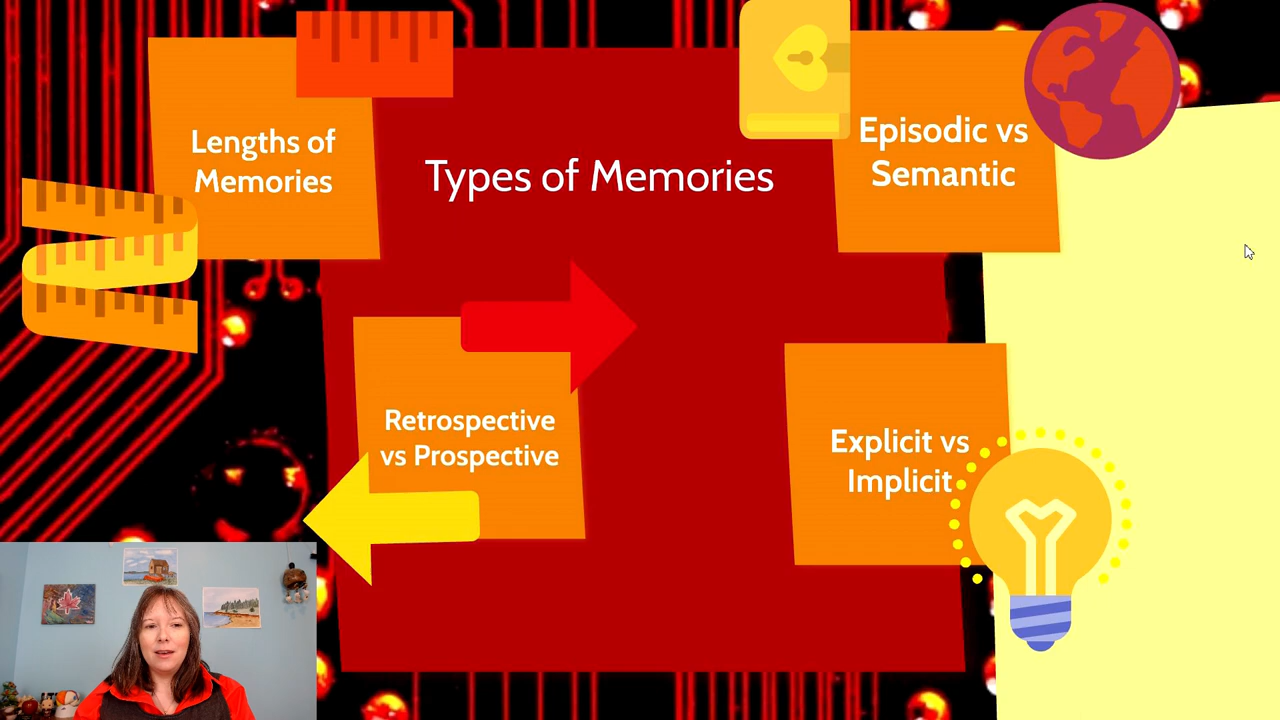 Types of Memories
Lengths of
Memories
Episodic vs
Semantic
Retrospective
vs Prospective
Explicit vs
Implicit